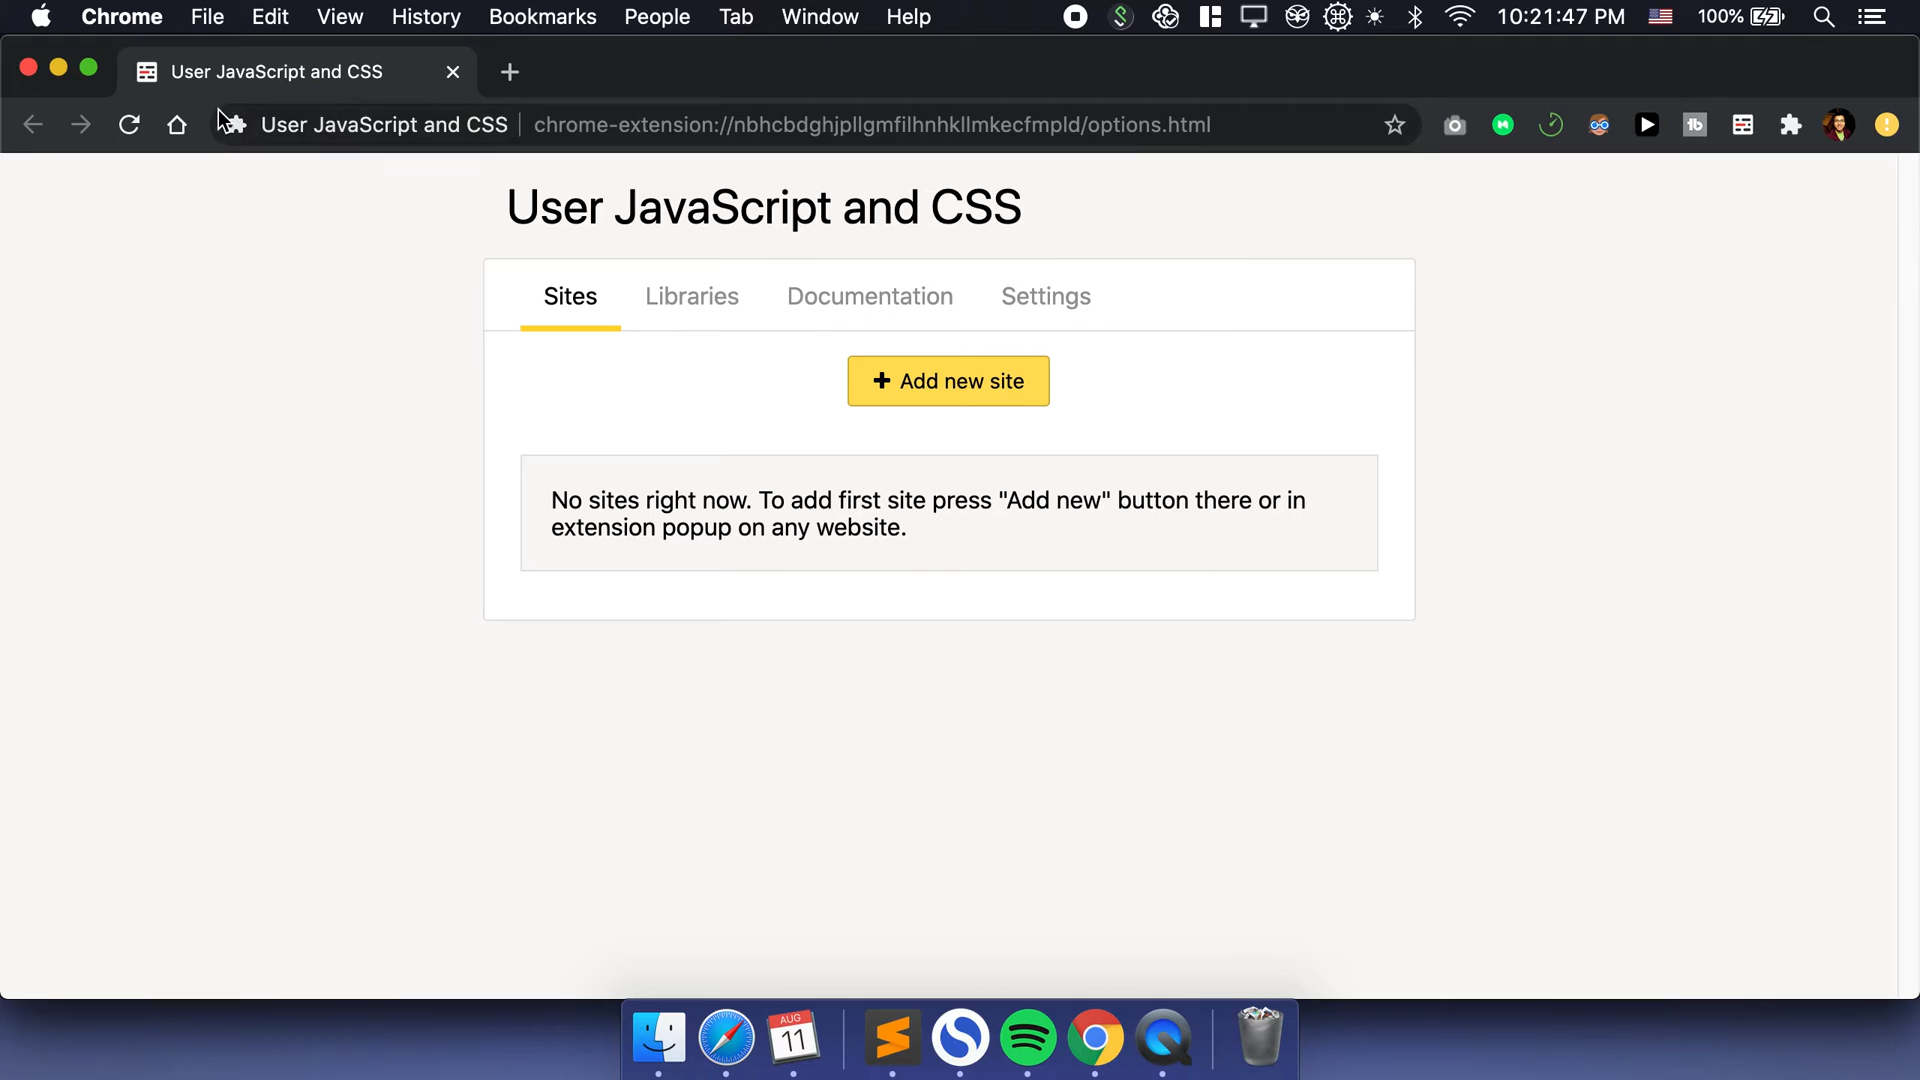 Chrome File Edit View History Bookmarks People Tab Window Help 10:21:47 PM 100%
User JavaScript and CSS
User JavaScript and CSS chrome-extension://nbhcbdghjpllgmfilhnhkllmkecfmpld/options.html
tb
User JavaScript and CSS
Sites Libraries Documentation Settings
Add new site
No sites right now. To add first site press "Add new" button there or in
extension popup on any website.
AUG
11